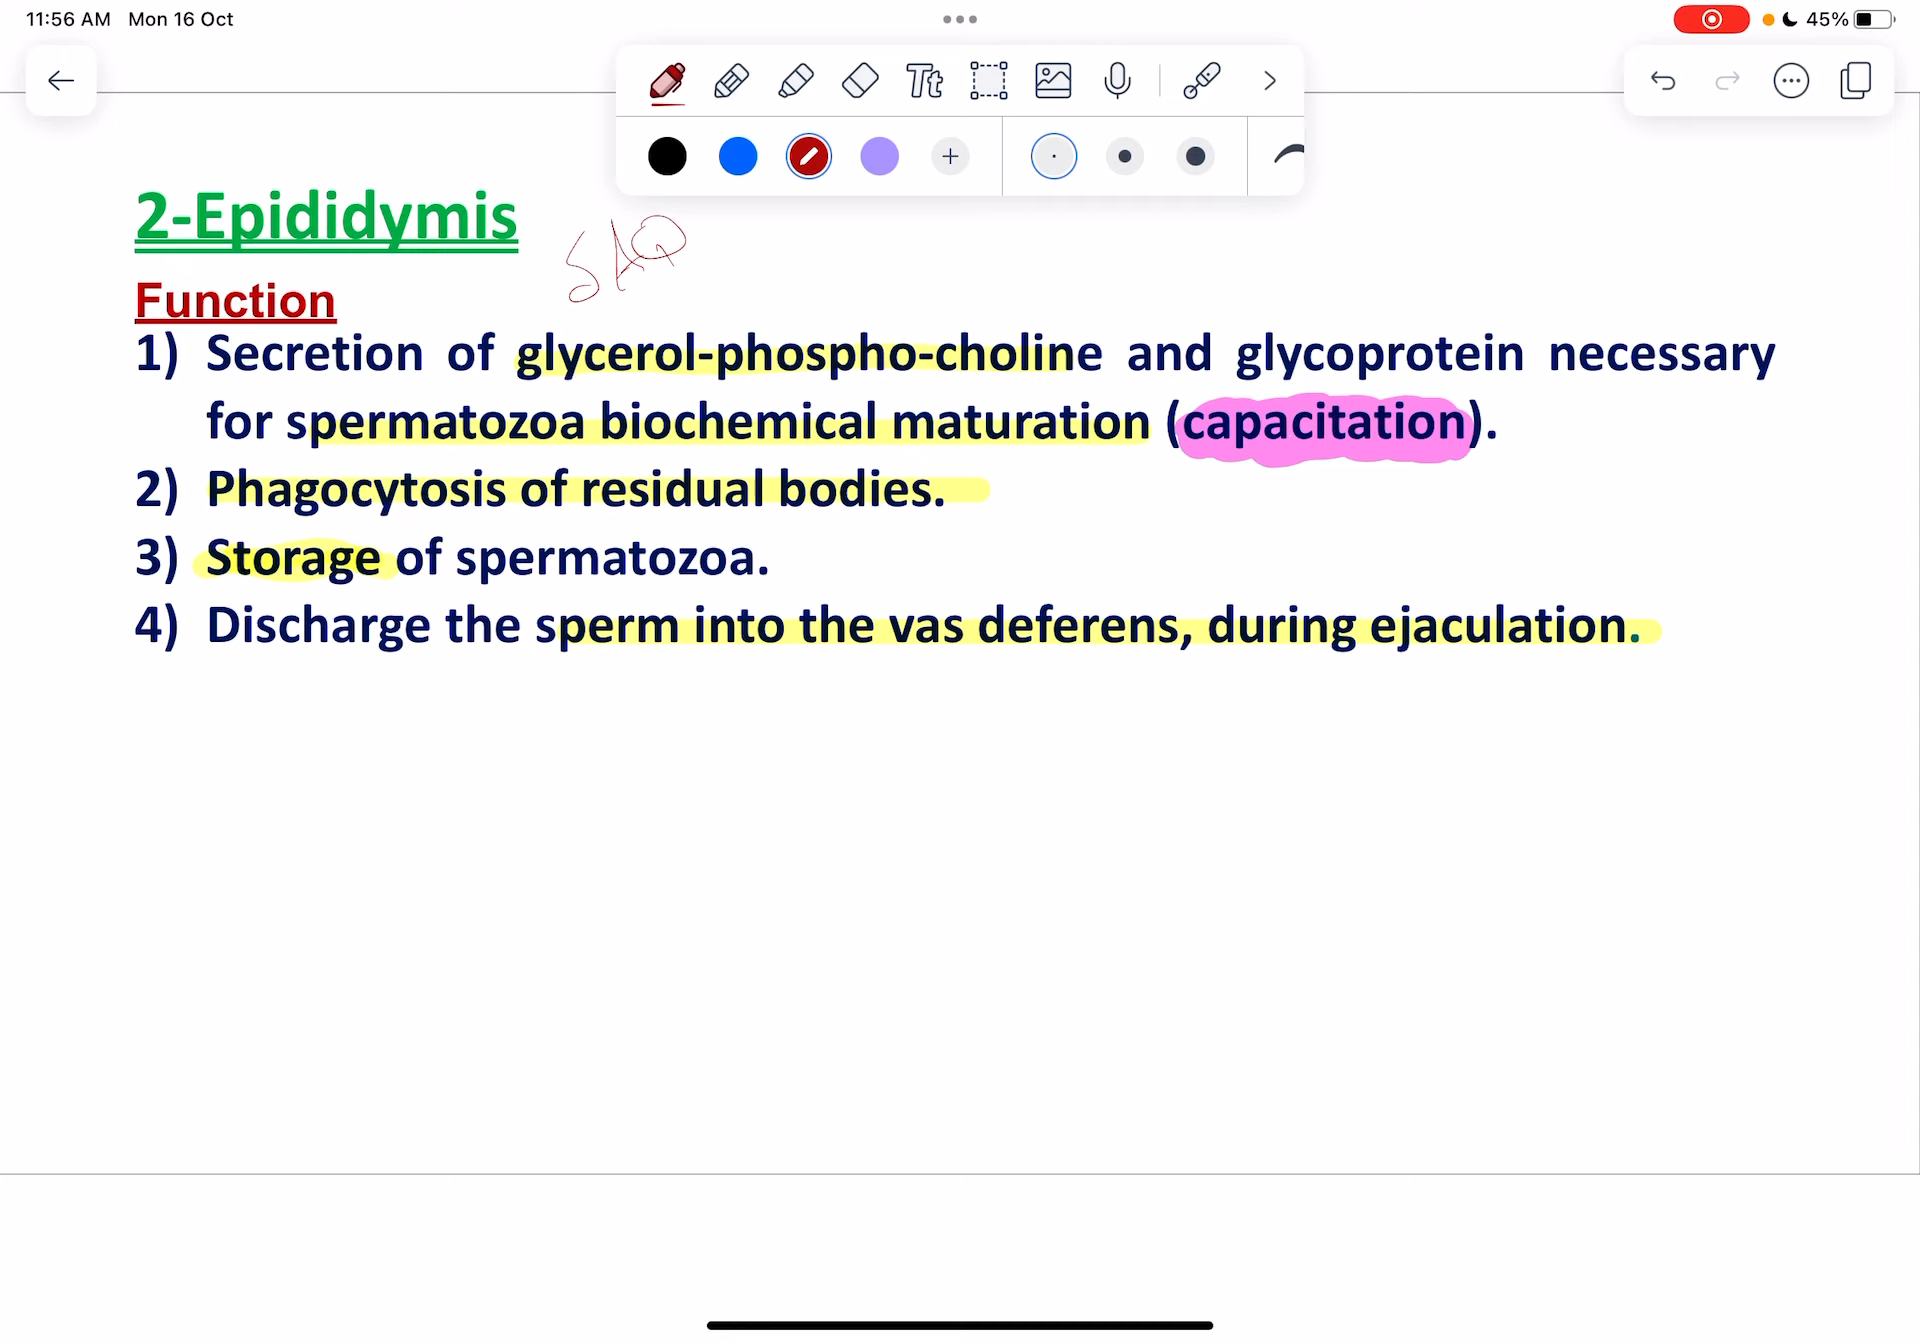 11:56 AM Mon 16 Oct
45%
Tt
2-Epididymis
SAQ
Function
1) Secretion of glycerol-phospho-choline and glycoprotein necessary
for spermatozoa biochemical maturation (capacitation).
2) Phagocytosis of residual bodies.
3) Storage of spermatozoa.
4) Discharge the sperm into the vas deferens, during ejaculation.